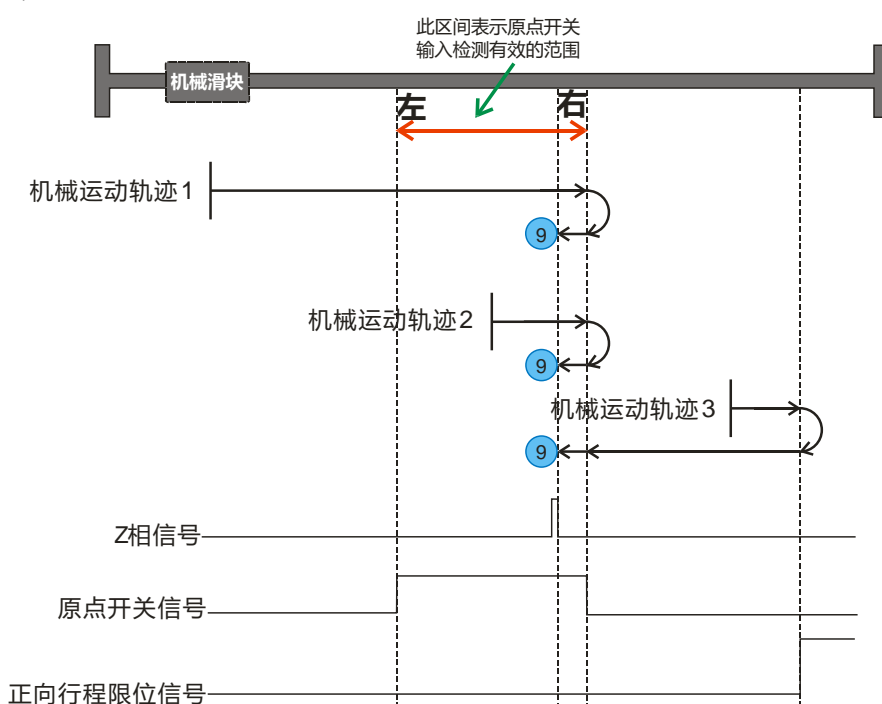 此区间表示原点开关
输入检测有效的范围
机械滑块
左
右
机械运动轨迹1
9
机械运动轨迹2
9
机械运动轨迹3
9
Z相信号
原点开关信号
正向行程限位信号